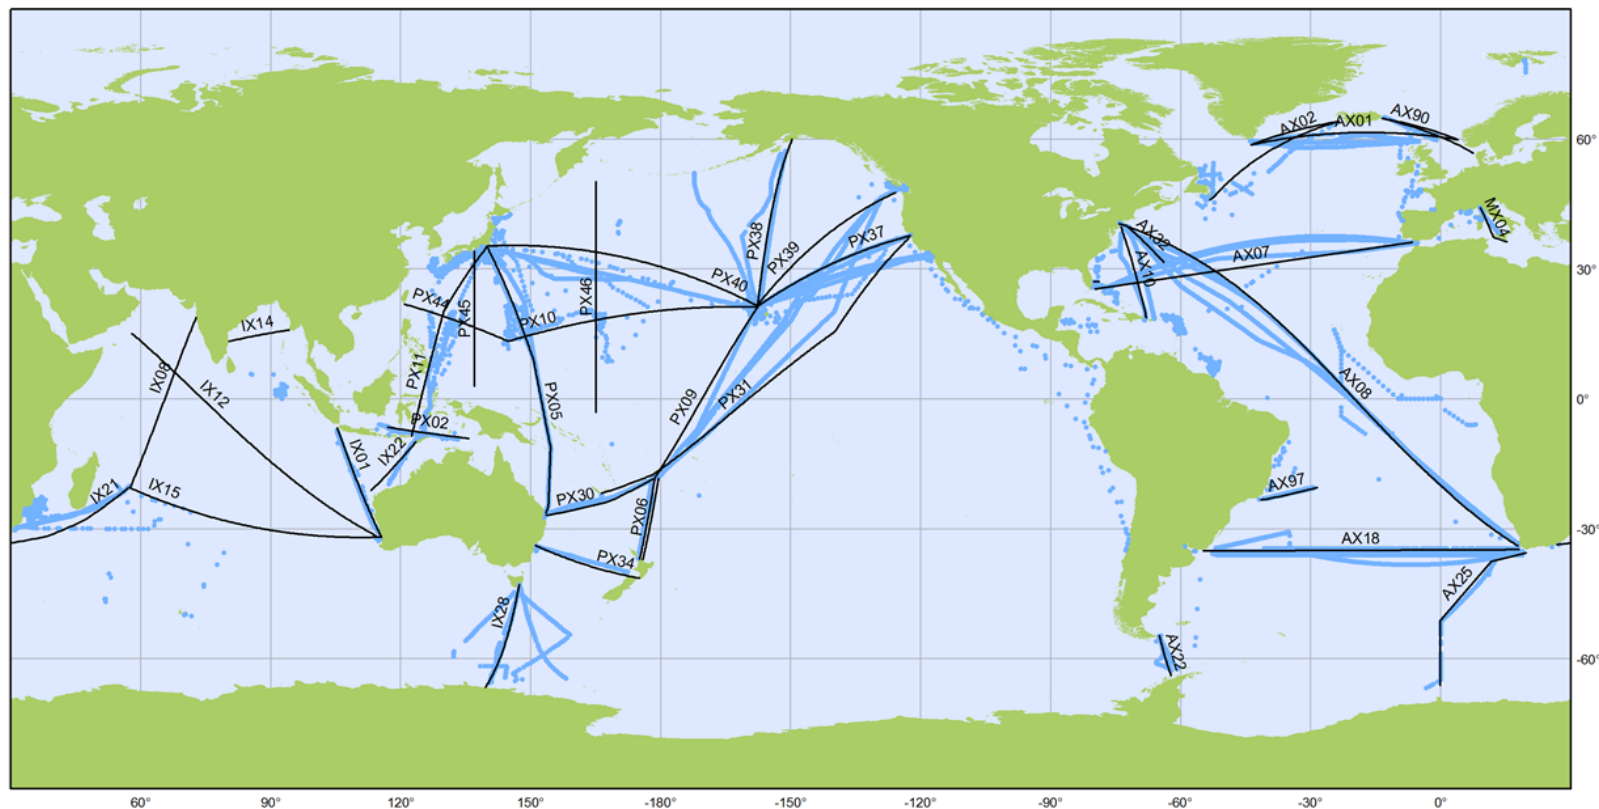 AX02
AX01
AX90
60°
MX04
AX32
PX38
PX39
PX37
AX10
AX07
30°
PX40
PX44
PX45
PX46
PX10
IX14
IX08
IX12
PX11
PX05
PX09
PX31
AX08
0°
PX02
IX01
IX22
IX21
IX15
PX30
PX06
AX97
-30°
PX34
AX18
AX25
IX28
AX22
-60°
60°
90°
120°
150°
-180°
-150°
-120°
-90°
-60°
-30°
0°